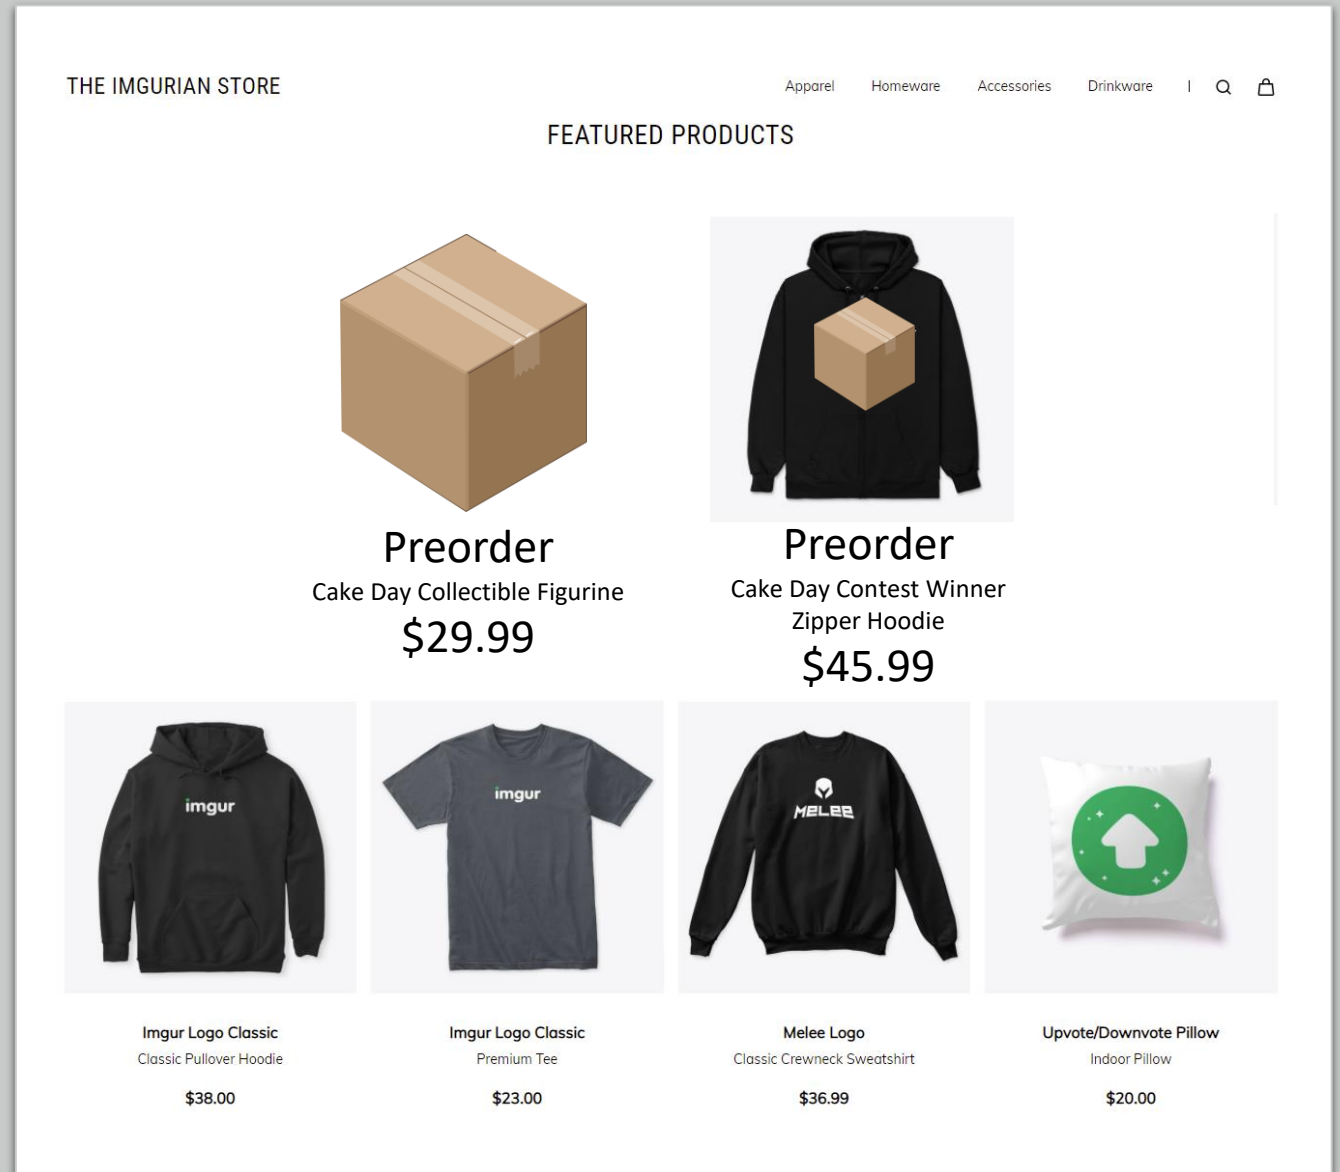 THE IMGURIAN STORE
Apparel Homeware Accessories Drinkware |
FEATURED PRODUCTS
Preorder
Cake Day Collectible Figurine
$29.99
Preorder
Cake Day Contest Winner
Zipper Hoodie
$45.99
imgur
imgur
MELEE
Imgur Logo Classic
Classic Pullover Hoodie
$38.00
Imgur Logo Classic
Premium Tee
$23.00
Melee Logo
Classic Crewneck Sweatshirt
$36.99
Upvote/Downvote Pillow
Indoor Pillow
$20.00